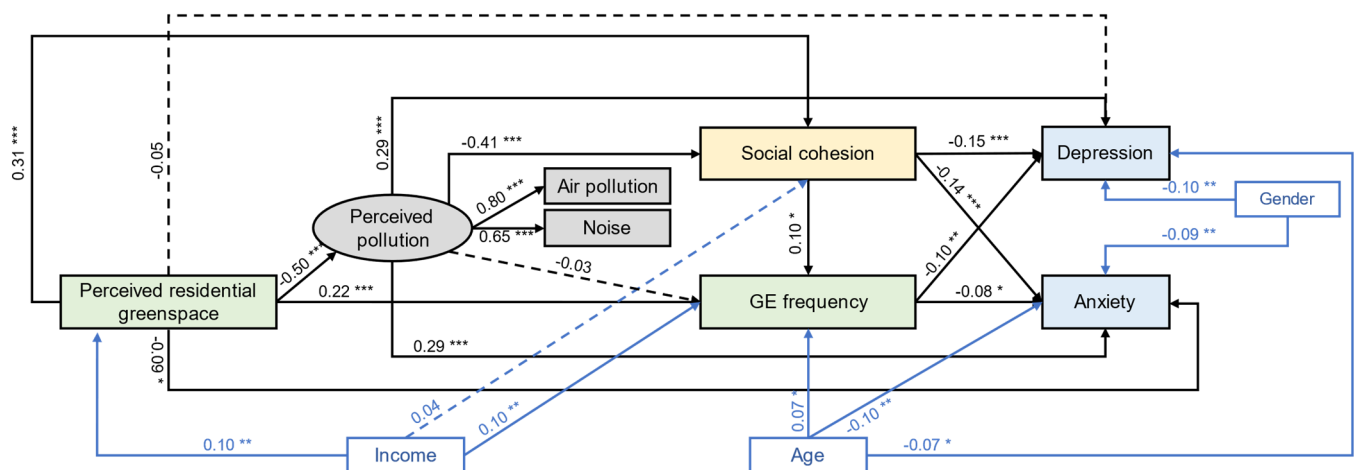 0.31 ***
-0.05
0.29 ***
-0.41 ***
Social cohesion
-0.15 ***
Depression
0.80 ***
Air pollution
-0.14 ***
-0.10 **
Gender
Perceived
pollution
0.65 ***
Noise
0.10 *
-0.10 **
-0.09 **
-0.50 ***
-0.03
Perceived residential
greenspace
0.22 ***
GE frequency
-0.08 *
Anxiety
-0.09 *
0.29 ***
0.04
0.10 **
0.07 *
-0.10 **
0.10 **
Income
Age
-0.07 *